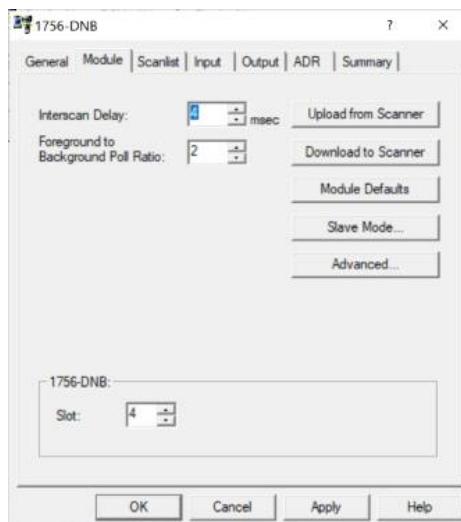 1756-DNB ? ×
General Module Scanlist Input Output ADR Summary
Interscan Delay: 4 msec Upload from Scanner
Foreground to
Background Poll Ratio: 2 Download to Scanner
Module Defaults
Slave Mode...
Advanced...
1756-DNB:
Slot: 4
OK Cancel Apply Help